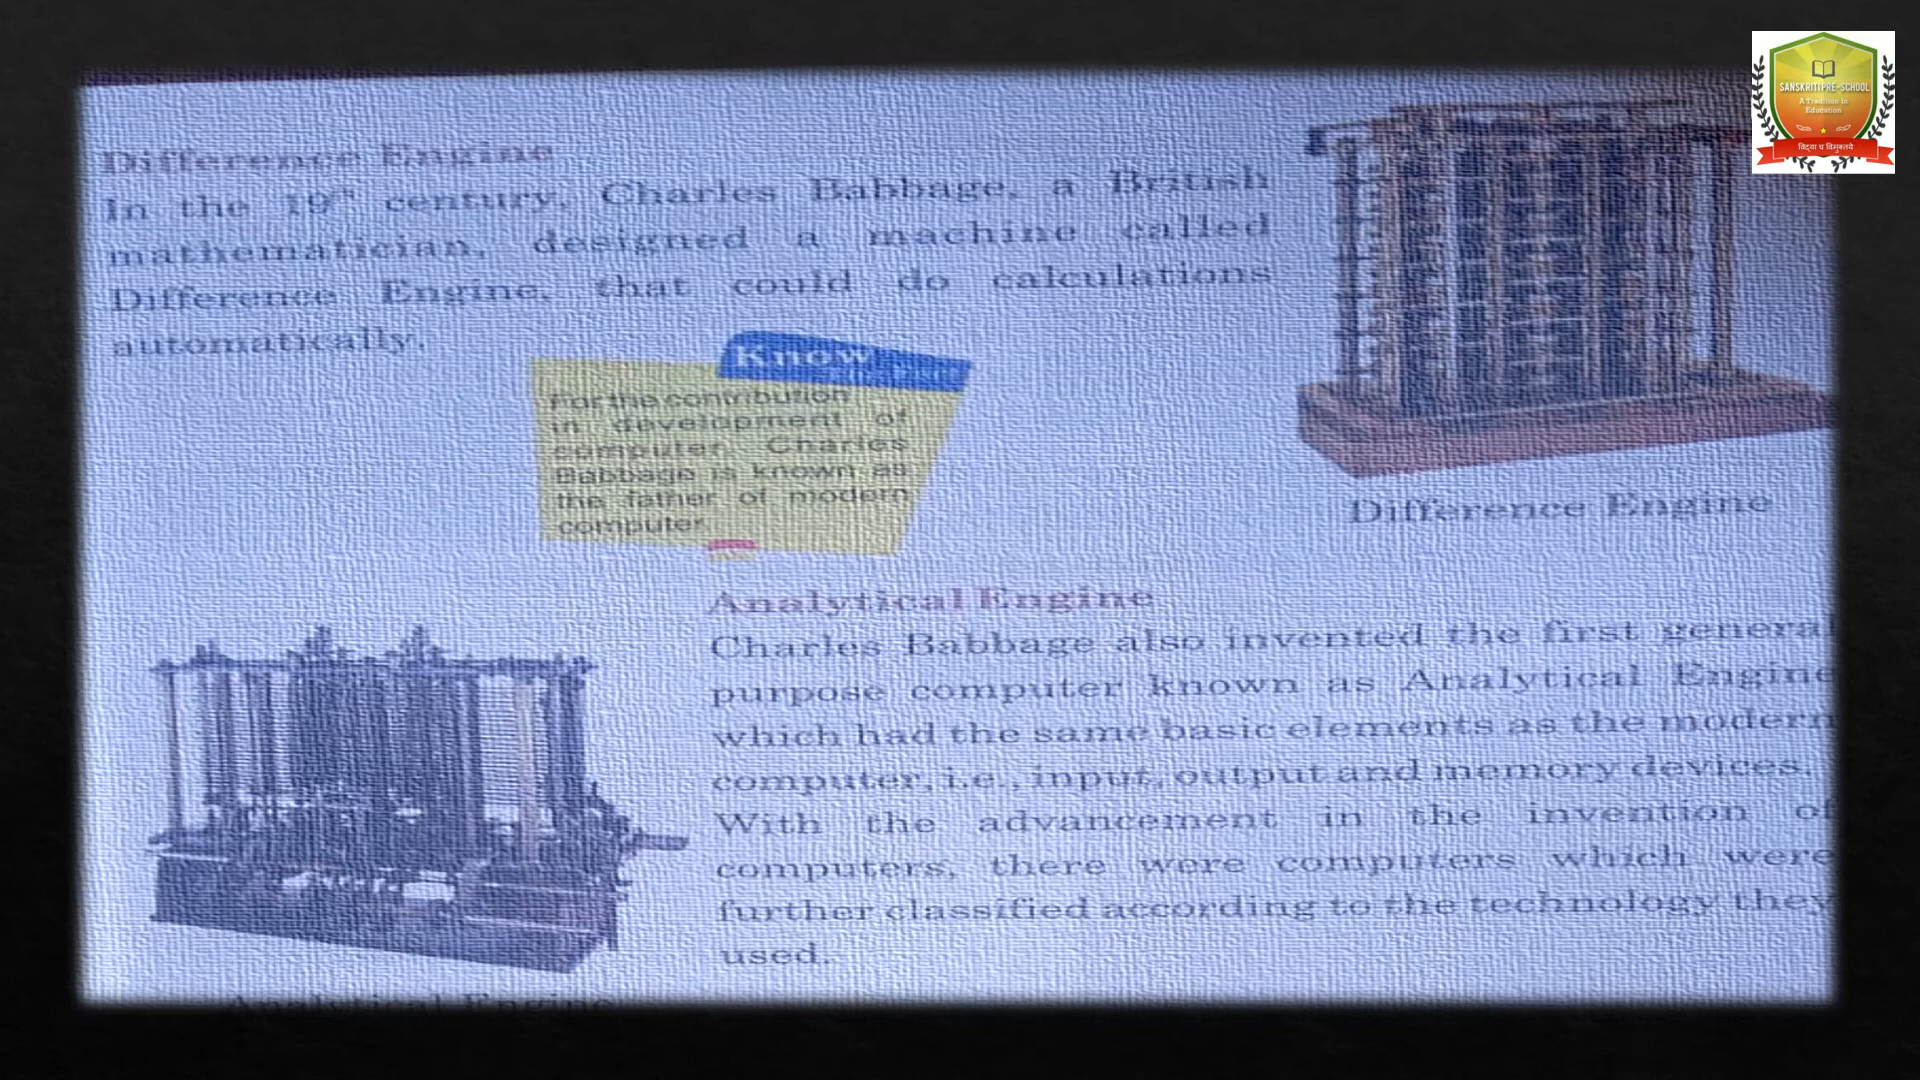 SANSKRITI PRE-SCHOOL
A Tradition in
Education
विद्या च विमुक्तये
Difference Engine
In the 19th century, Charles Babbage, a British
mathematician, designed a machine called
Difference Engine, that could do calculations
automatically.
Know
For the contribution
in development of
computer, Charles
Babbage is known as
the father of modern
computer.
Difference Engine
Analytical Engine
Charles Babbage also invented the first general
purpose computer known as Analytical Engine
which had the same basic elements as the modern
computer, i.e., input, output and memory devices.
With the advancement in the invention of
computers, there were computers which were
further classified according to the technology they
used.
Analytical Engine